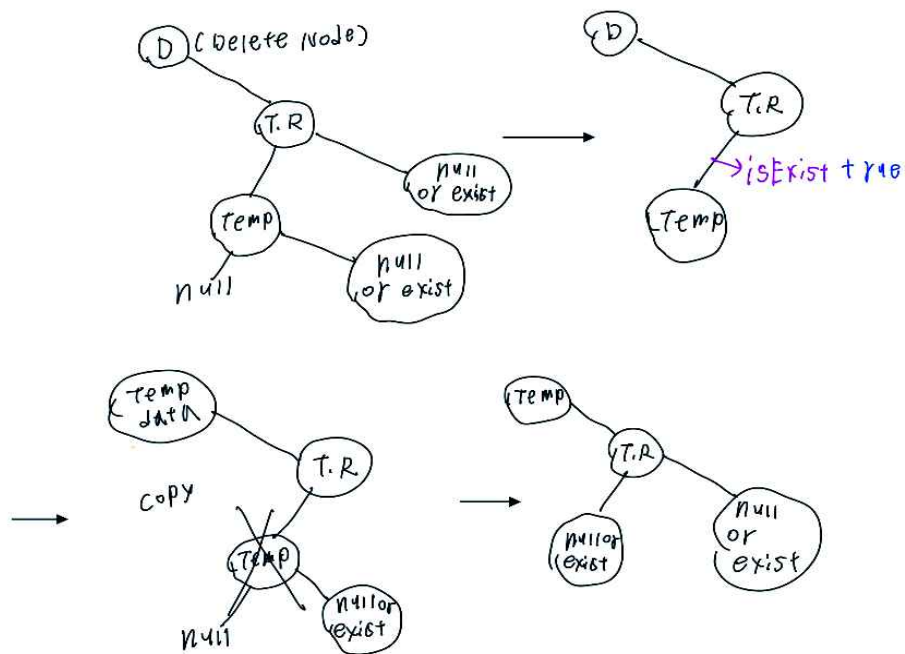 D (Delete Node)
T.R
null
or exist
Temp
null
null
or exist
D
T.R
isExist true
Temp
Temp
data
T.R
copy
Temp
null
null or
exist
Temp
T.R
null or
exist
null
or
exist